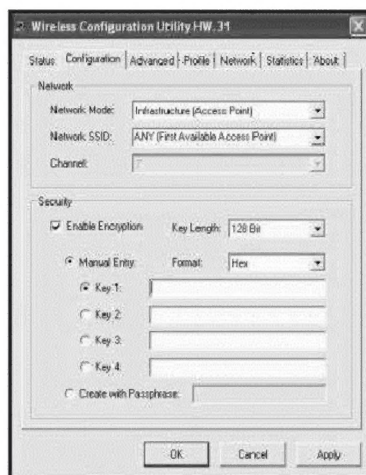 Wireless Configuration Utility HW.31
Status Configuration Advanced Profile Network Statistics About
Network
Network Mode: Infrastructure (Access Point)
Network SSID: ANY (First Available Access Point)
Channel:
Security
Enable Encryption Key Length: 128 Bit
Manual Entry: Format: Hex
Key 1:
Key 2:
Key 3:
Key 4:
Create with Passphrase:
OK Cancel Apply